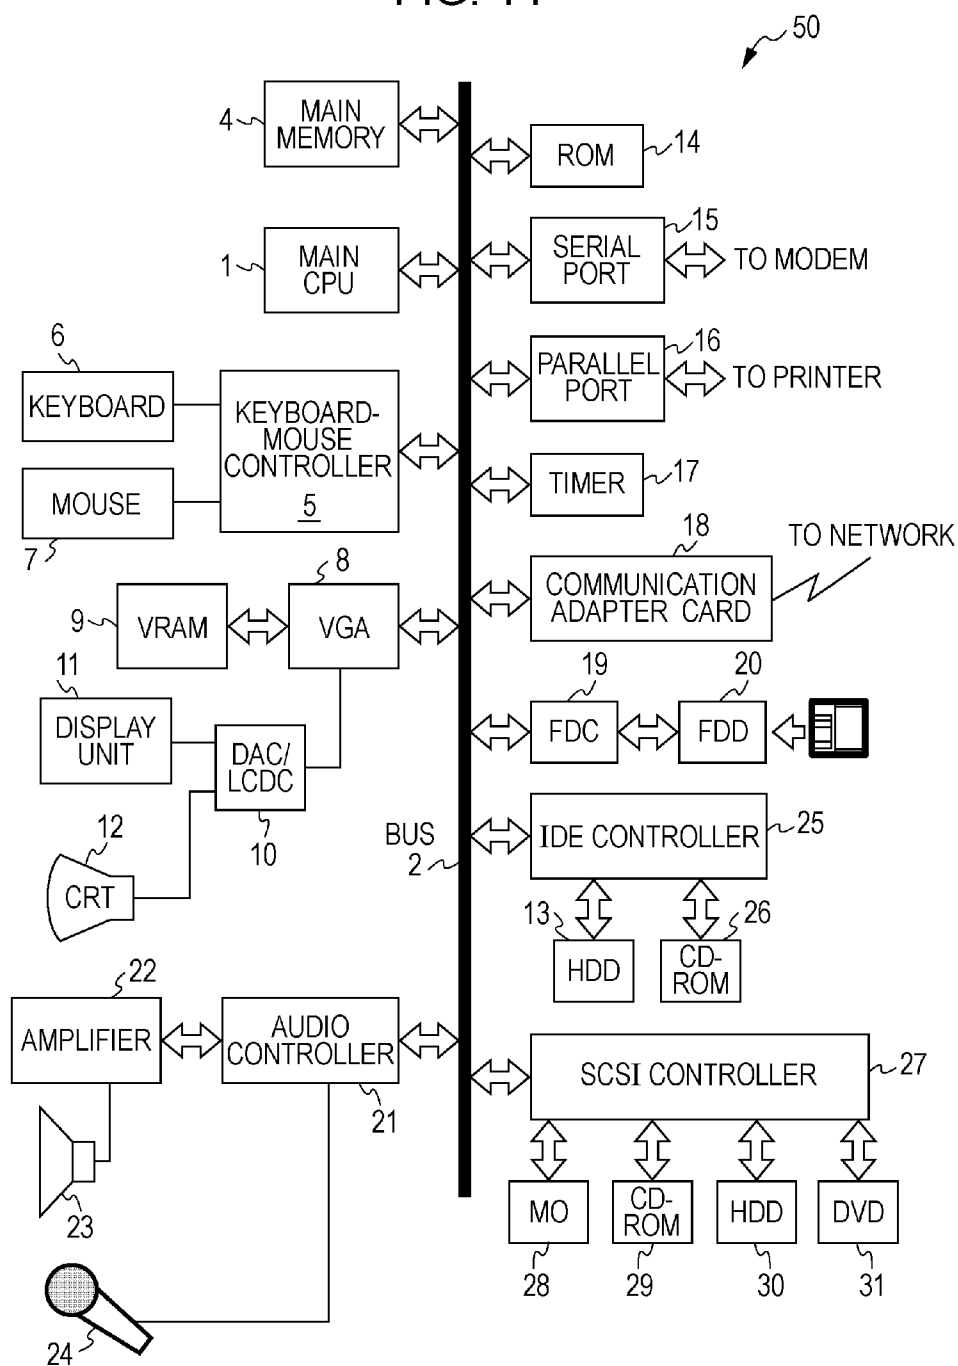 50
MAIN
MEMORY
4
ROM
14
MAIN
CPU
1
SERIAL
PORT
15
TO MODEM
PARALLEL
PORT
16
TO PRINTER
6
KEYBOARD
KEYBOARD-
MOUSE
CONTROLLER
5
MOUSE
7
TIMER
17
18
COMMUNICATION
ADAPTER CARD
TO NETWORK
8
VGA
9
VRAM
11
DISPLAY
UNIT
DAC/
LCDC
10
12
CRT
19
FDC
20
FDD
BUS
2
IDE CONTROLLER
25
13
HDD
26
CD-
ROM
22
AMPLIFIER
AUDIO
CONTROLLER
21
23
24
SCSI CONTROLLER
27
MO
28
CD-
ROM
29
HDD
30
DVD
31